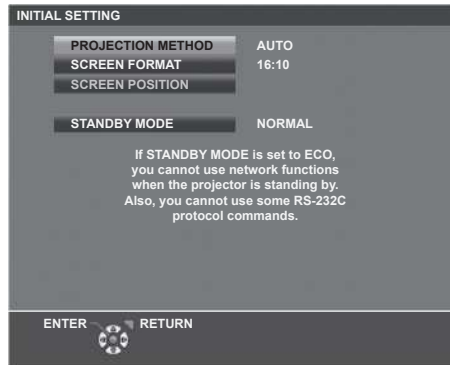 INITIAL SETTING
PROJECTION METHOD AUTO
SCREEN FORMAT 16:10
SCREEN POSITION
STANDBY MODE NORMAL
If STANDBY MODE is set to ECO,
you cannot use network functions
when the projector is standing by.
Also, you cannot use some RS-232C
protocol commands.
ENTER RETURN